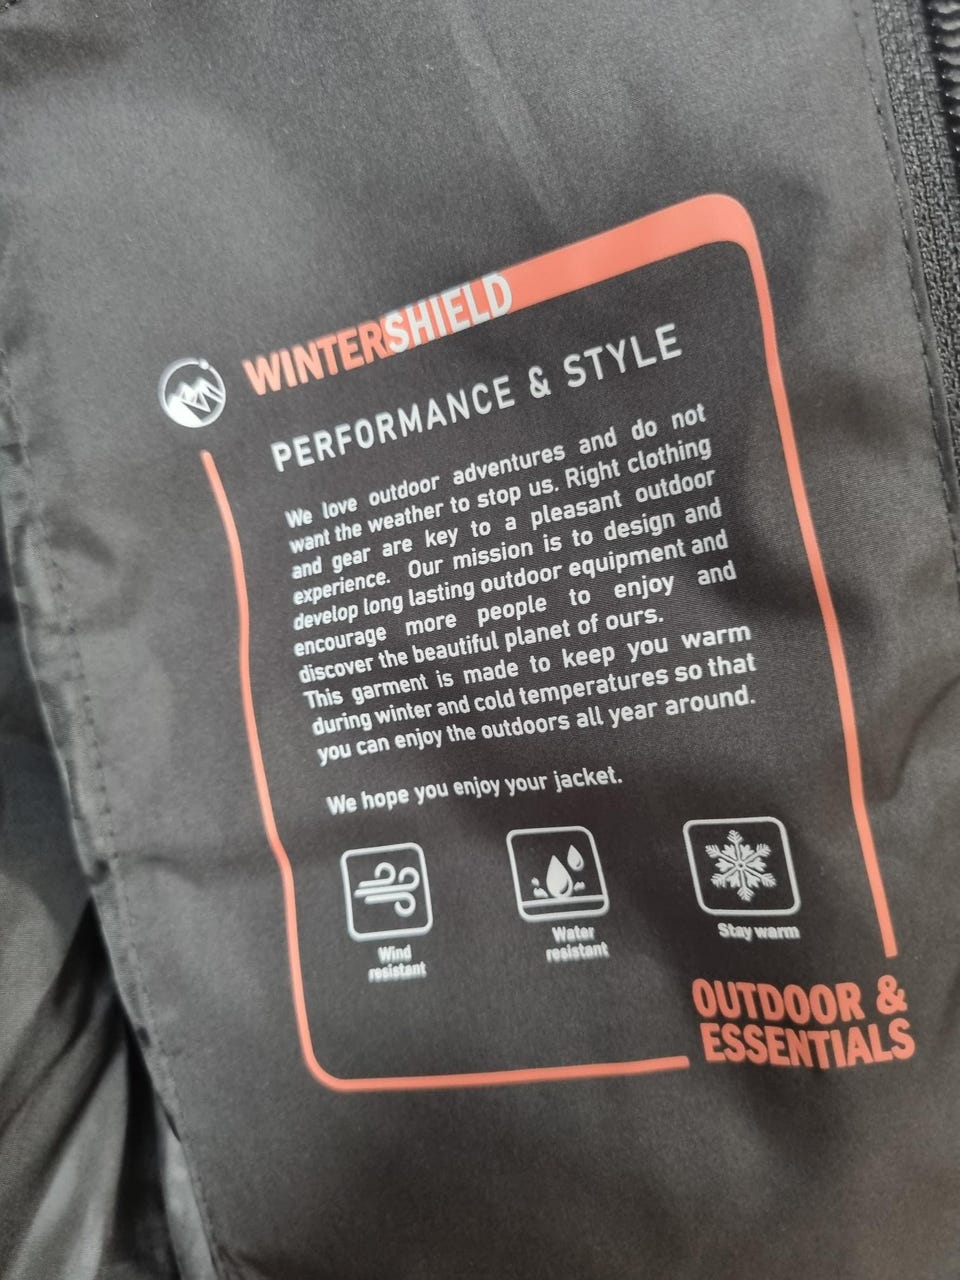 WINTERSHIELD
PERFORMANCE & STYLE
We love outdoor adventures and do not
want the weather to stop us. Right clothing
and gear are key to a pleasant outdoor
experience. Our mission is to design and
develop long lasting outdoor equipment and
encourage more people to enjoy and
discover the beautiful planet of ours.
This garment is made to keep you warm
during winter and cold temperatures so that
you can enjoy the outdoors all year around.
We hope you enjoy your jacket.
Wind
resistant
Water
resistant
Stay warm
OUTDOOR &
ESSENTIALS